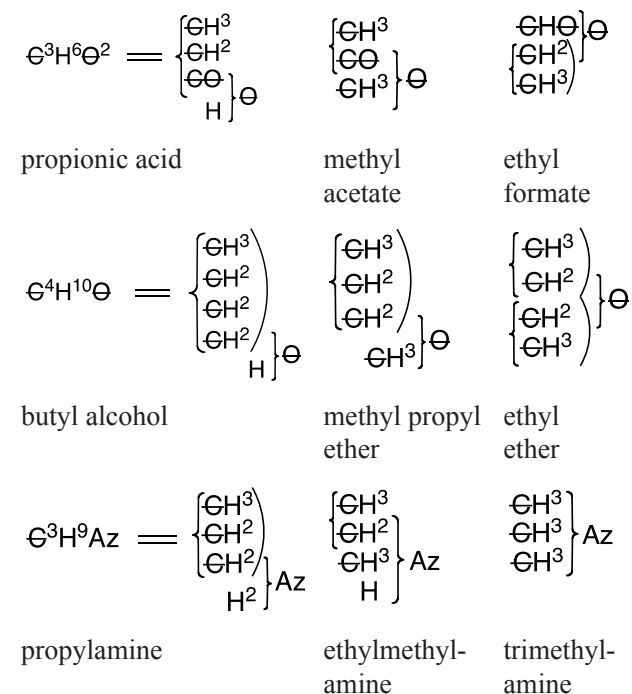 C̶³H⁶O̶² = C̶H³
C̶H²
C̶O̶
H
O̶
C̶H³
C̶O̶
C̶H³
O̶
C̶HO̶
C̶H²
C̶H³
O̶
propionic acid
methyl
acetate
ethyl
formate
C̶⁴H¹⁰O̶ = C̶H³
C̶H²
C̶H²
C̶H²
H
O̶
C̶H³
C̶H²
C̶H²
C̶H³
O̶
C̶H³
C̶H²
C̶H²
C̶H³
O̶
butyl alcohol
methyl propyl
ether
ethyl
ether
C̶³H⁹Az = C̶H³
C̶H²
C̶H²
H²
Az
C̶H³
C̶H²
C̶H³
H
Az
C̶H³
C̶H³
C̶H³
Az
propylamine
ethylmethyl-
amine
trimethyl-
amine